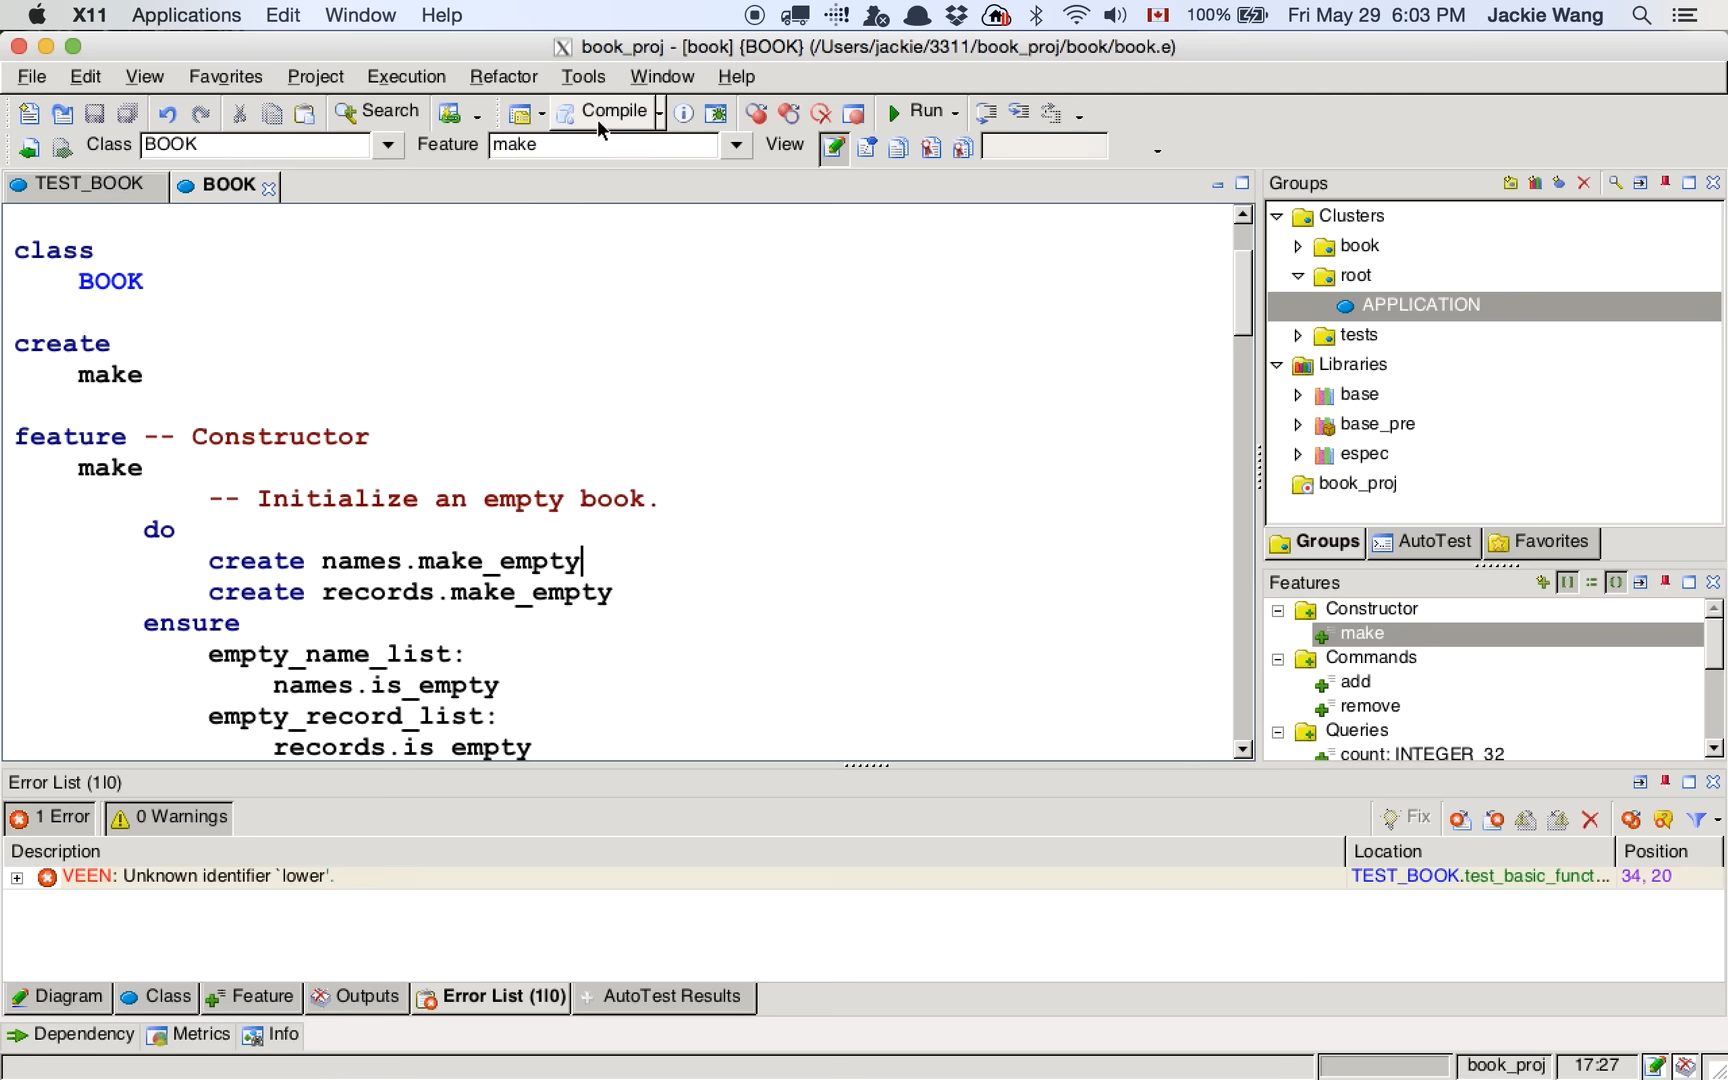 X11 Applications Edit Window Help 100% Fri May 29 6:03 PM Jackie Wang
book_proj - [book] {BOOK} (/Users/jackie/3311/book_proj/book/book.e)
File Edit View Favorites Project Execution Refactor Tools Window Help
Search Compile Run
Class BOOK Feature make View
TEST_BOOK BOOK
class
BOOK
create
make
feature -- Constructor
make
-- Initialize an empty book.
do
create names.make_empty
create records.make_empty
ensure
empty_name_list:
names.is_empty
empty_record_list:
records.is_empty
Groups
Clusters
book
root
APPLICATION
tests
Libraries
base
base_pre
espec
book_proj
Groups AutoTest Favorites
Features
Constructor
make
Commands
add
remove
Queries
count: INTEGER_32
Error List (1|0)
1 Error 0 Warnings Fix
Description Location Position
VEEN: Unknown identifier `lower'. TEST_BOOK.test_basic_funct... 34, 20
Diagram Class Feature Outputs Error List (1|0) AutoTest Results
Dependency Metrics Info
book_proj 17:27